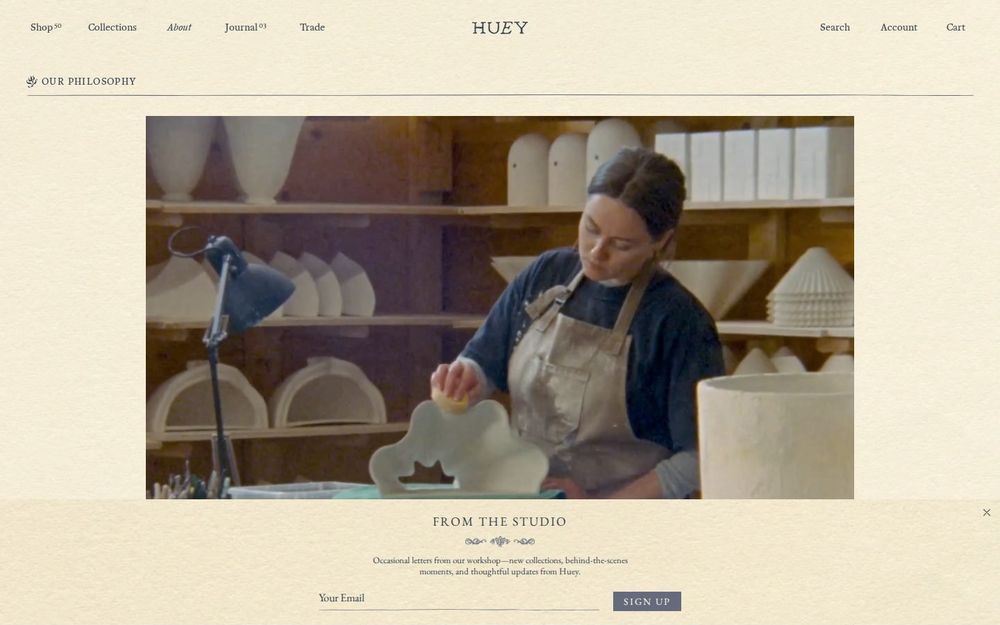 Shop 50
Collections
About
Journal 03
Trade
HUEY
Search
Account
Cart
OUR PHILOSOPHY
FROM THE STUDIO
Occasional letters from our workshop—new collections, behind-the-scenes
moments, and thoughtful updates from Huey.
Your Email
SIGN UP